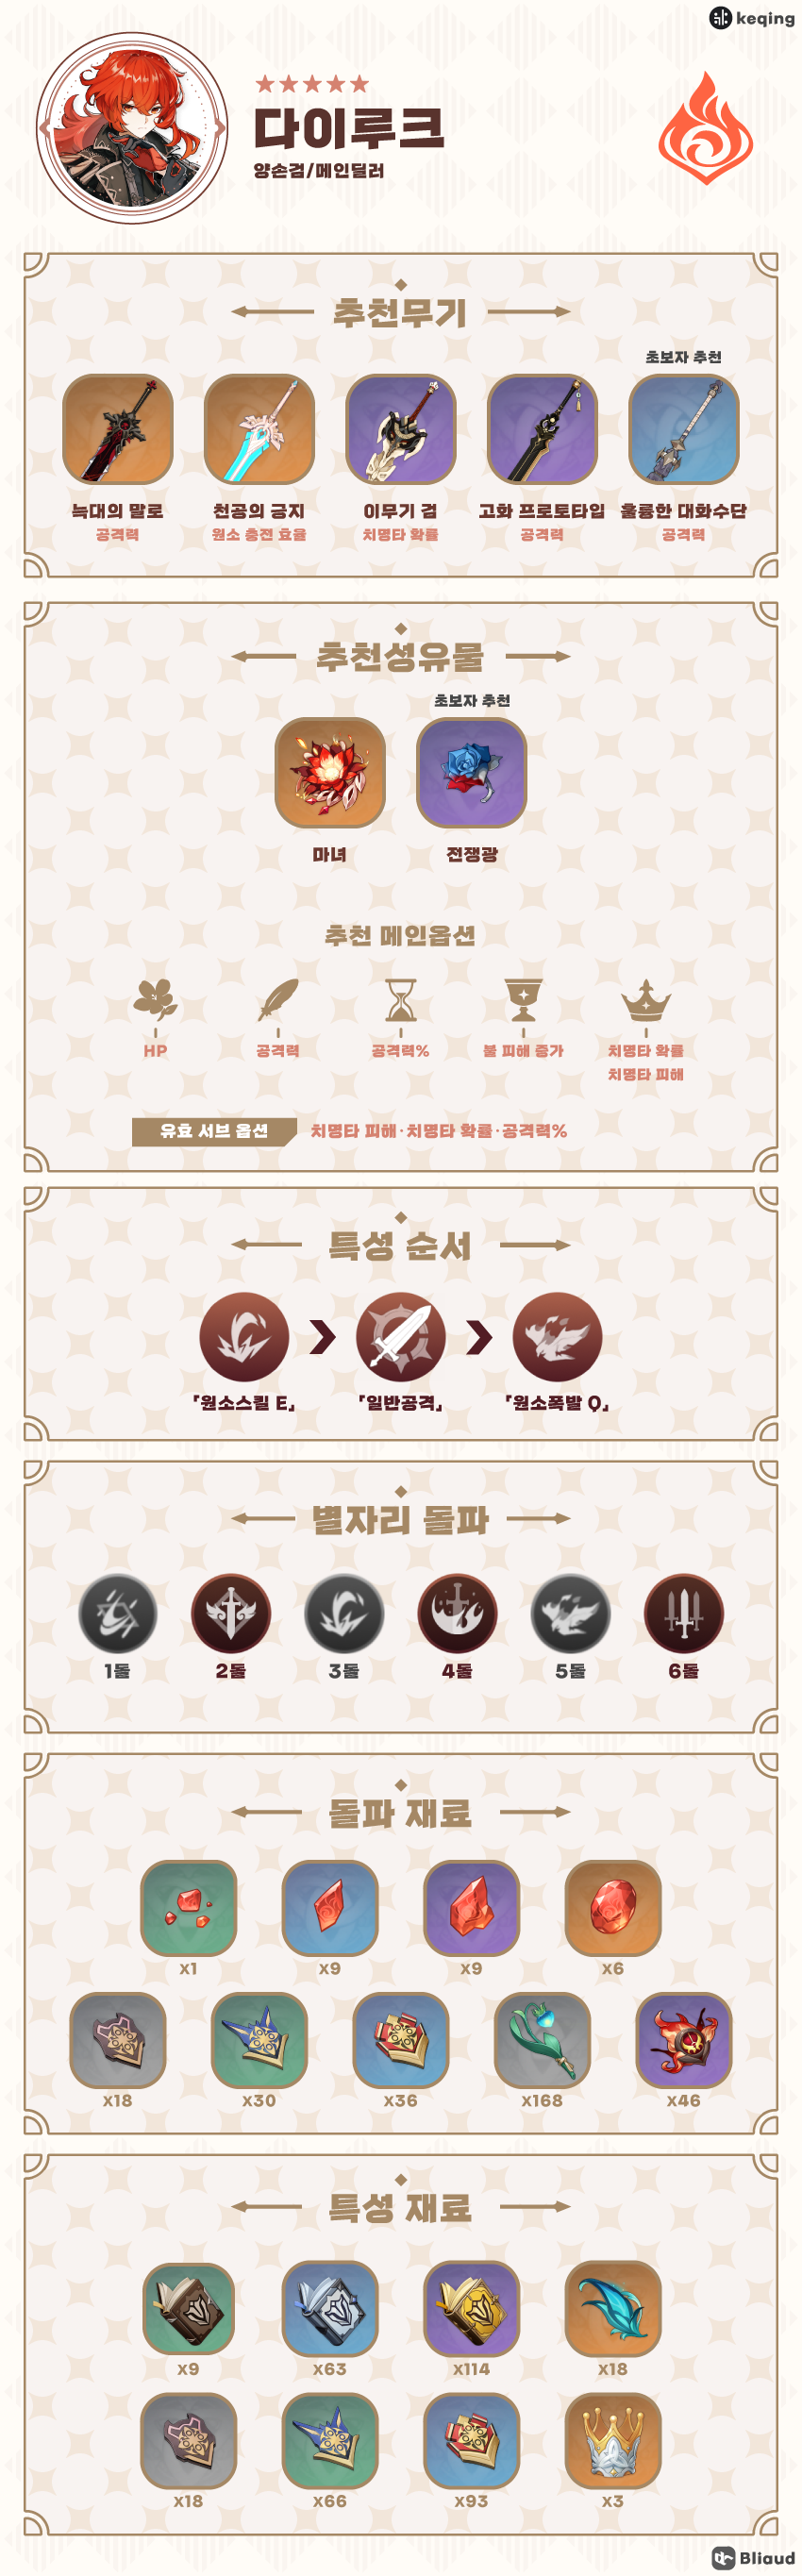 keqing
다이루크
양손검/메인딜러
추천무기
초보자 추천
늑대의 말로
천공의 긍지
이무기 검
고화 프로토타입
훌륭한 대화수단
공격력
원소 충전 효율
치명타 확률
공격력
공격력
추천성유물
초보자 추천
마녀
전쟁광
추천 메인옵션
HP
공격력
공격력%
불 피해 증가
치명타 확률
치명타 피해
유효 서브 옵션
치명타 피해·치명타 확률·공격력%
특성 순서
「원소스킬 E」
「일반공격」
「원소폭발 Q」
별자리 돌파
1돌
2돌
3돌
4돌
5돌
6돌
돌파 재료
x1
x9
x9
x6
x18
x30
x36
x168
x46
특성 재료
x9
x63
x114
x18
x18
x66
x93
x3
Bliaud